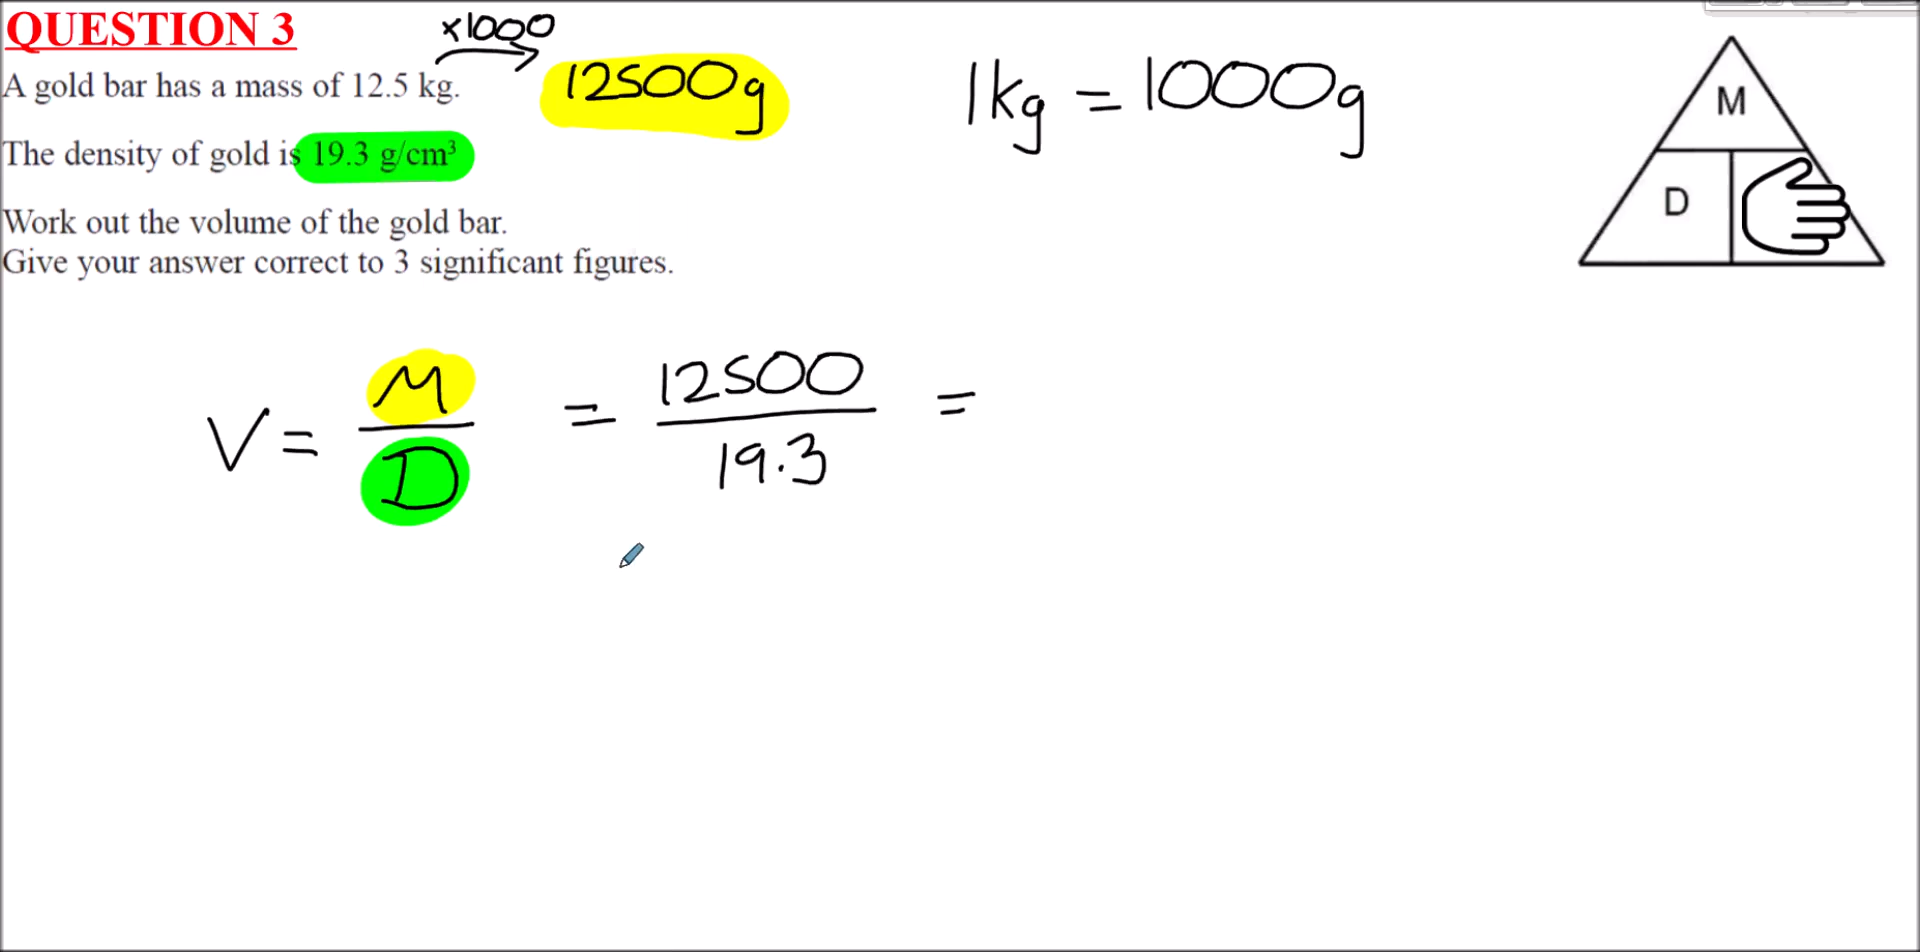 QUESTION 3
×1000
A gold bar has a mass of 12.5 kg. 12500g 1kg = 1000g
M
The density of gold is 19.3 g/cm³
D
Work out the volume of the gold bar.
Give your answer correct to 3 significant figures.
V = M/D = 12500/19.3 =